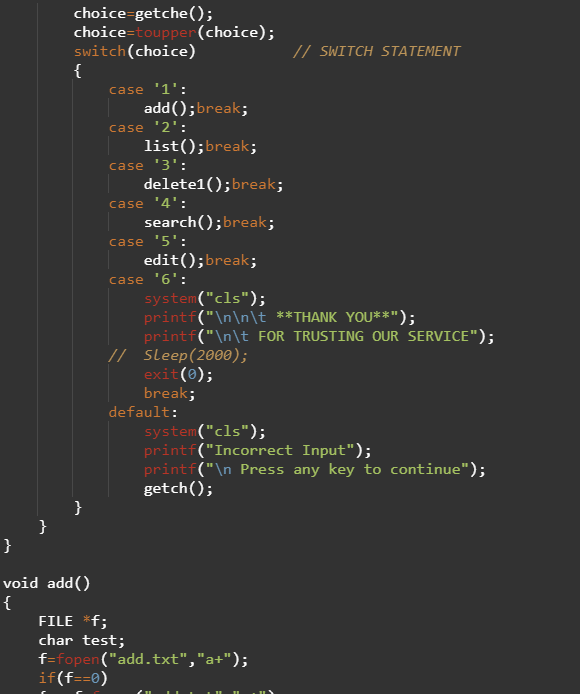 choice=getche();
choice=toupper(choice);
switch(choice) // SWITCH STATEMENT
{
case '1':
add();break;
case '2':
list();break;
case '3':
delete1();break;
case '4':
search();break;
case '5':
edit();break;
case '6':
system("cls");
printf("\n\n\t **THANK YOU**");
printf("\n\t FOR TRUSTING OUR SERVICE");
// Sleep(2000);
exit(0);
break;
default:
system("cls");
printf("Incorrect Input");
printf("\n Press any key to continue");
getch();
}
}
}
void add()
{
FILE *f;
char test;
f=fopen("add.txt","a+");
if(f==0)